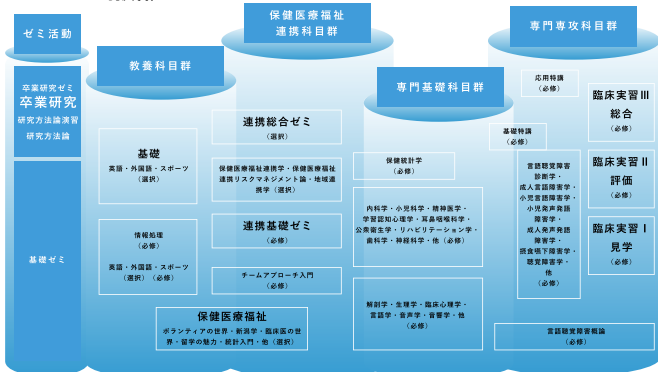 ゼミ活動
卒業研究ゼミ
卒業研究
研究方法論演習
研究方法論
基礎ゼミ
教養科目群
基礎
英語・外国語・スポーツ
（選択）
情報処理
（必修）
英語・外国語・スポーツ
（選択）（必修）
保健医療福祉
連携科目群
連携総合ゼミ
（選択）
保健医療福祉連携学・保健医療福祉
連携リスクマネジメント論・地域連
携学（選択）
連携基礎ゼミ
（必修）
チームアプローチ入門
（必修）
保健医療福祉
ボランティアの世界・新潟学・臨床医の世
界・留学の魅力・統計入門・他（選択）
専門基礎科目群
保健統計学
（必修）
内科学・小児科学・精神医学・
学習認知心理学・耳鼻咽喉科学・
公衆衛生学・リハビリテーション学・
歯科学・神経科学・他（必修）
解剖学・生理学・臨床心理学・
言語学・音声学・音響学・他
（必修）
専門専攻科目群
応用特講
（必修）
基礎特講
（必修）
言語聴覚障害
診断学・
成人言語障害学・
小児言語障害学・
小児発声発語
障害学・
成人発声発語
障害学・
摂食嚥下障害学・
聴覚障害学・
他
（必修）
臨床実習Ⅲ
総合
（必修）
臨床実習Ⅱ
評価
（必修）
臨床実習Ⅰ
見学
（必修）
言語聴覚障害概論
（必修）